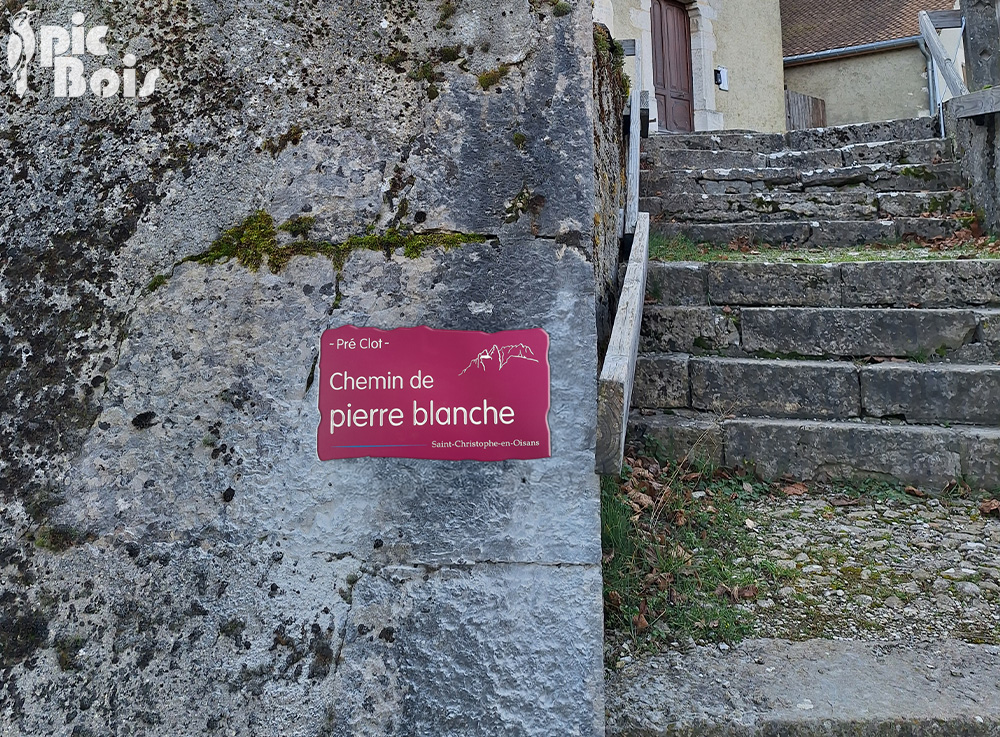 pic
Bois
- Pré Clot -
Chemin de
pierre blanche
Saint-Christophe-en-Oisans